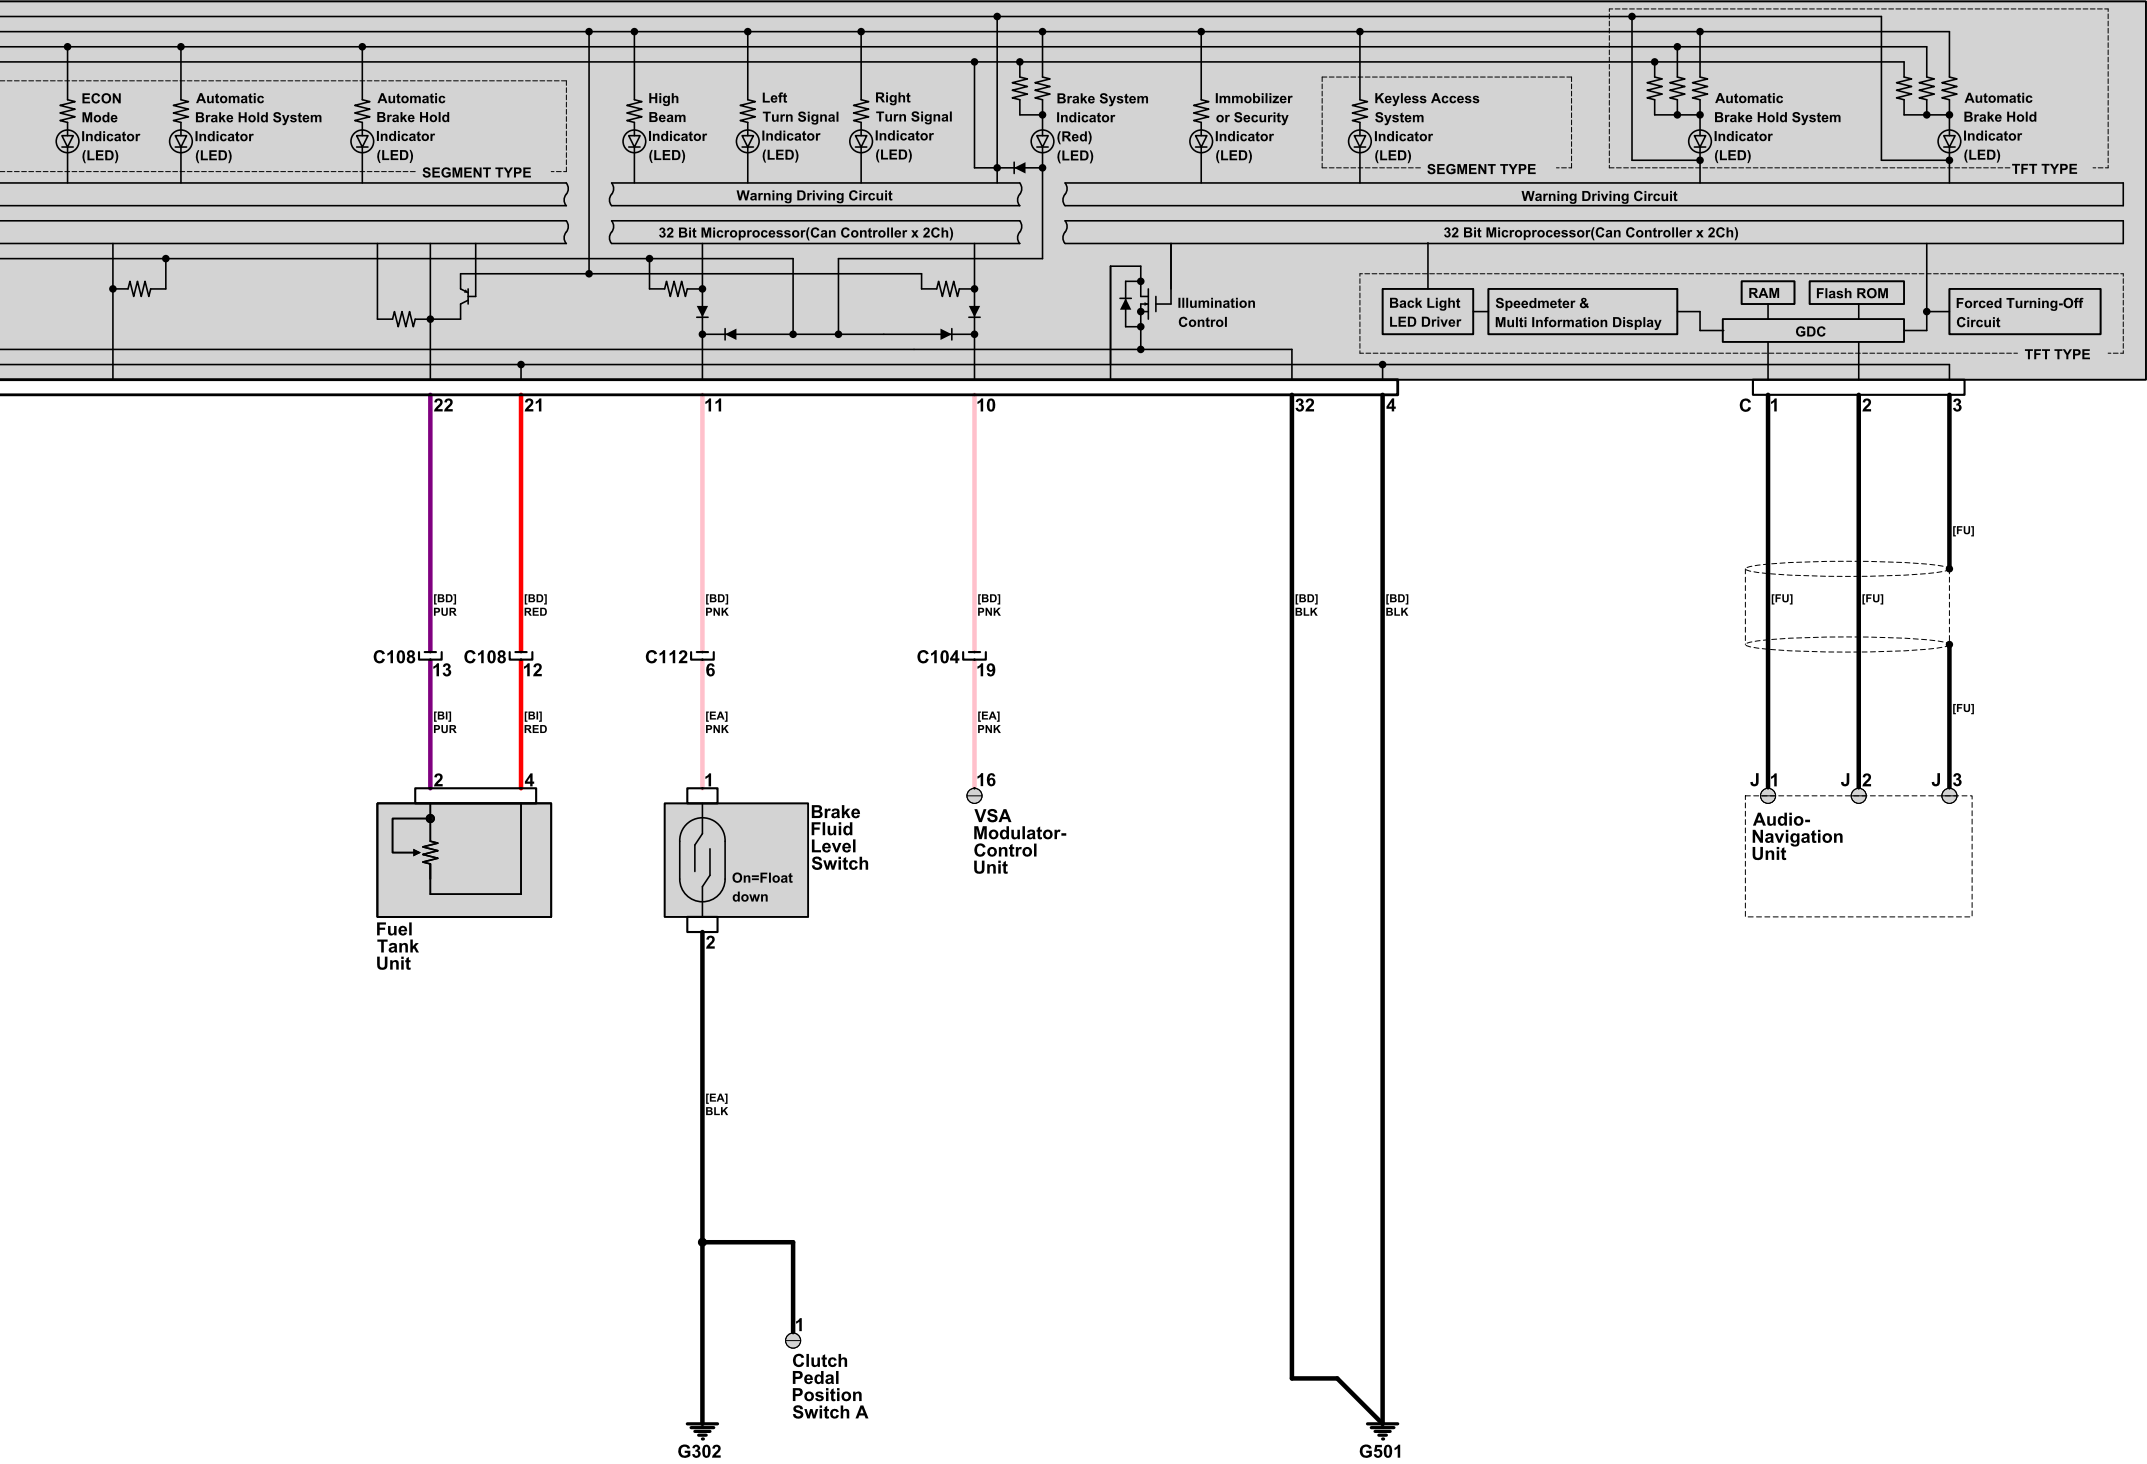 ECON
Mode
Indicator
(LED)
Automatic
Brake Hold System
Indicator
(LED)
Automatic
Brake Hold
Indicator
(LED)
SEGMENT TYPE
High
Beam
Indicator
(LED)
Left
Turn Signal
Indicator
(LED)
Right
Turn Signal
Indicator
(LED)
Brake System
Indicator
(Red)
(LED)
Immobilizer
or Security
Indicator
(LED)
Keyless Access
System
Indicator
(LED)
SEGMENT TYPE
Automatic
Brake Hold System
Indicator
(LED)
Automatic
Brake Hold
Indicator
(LED)
TFT TYPE
Warning Driving Circuit
Warning Driving Circuit
32 Bit Microprocessor(Can Controller x 2Ch)
32 Bit Microprocessor(Can Controller x 2Ch)
Illumination
Control
Back Light
LED Driver
Speedmeter &
Multi Information Display
RAM
Flash ROM
GDC
Forced Turning-Off
Circuit
TFT TYPE
22
21
11
10
32
4
C
1
2
3
[FU]
[BD]
PUR
[BD]
RED
[BD]
PNK
[BD]
PNK
[BD]
BLK
[BD]
BLK
[FU]
[FU]
C108
13
C108
12
C112
6
C104
19
[BI]
PUR
[BI]
RED
[EA]
PNK
[EA]
PNK
[FU]
2
4
1
16
J 1
J 2
J 3
VSA
Modulator-
Control
Unit
Brake
Fluid
Level
Switch
On=Float
down
Audio-
Navigation
Unit
Fuel
Tank
Unit
2
[EA]
BLK
1
Clutch
Pedal
Position
Switch A
G302
G501